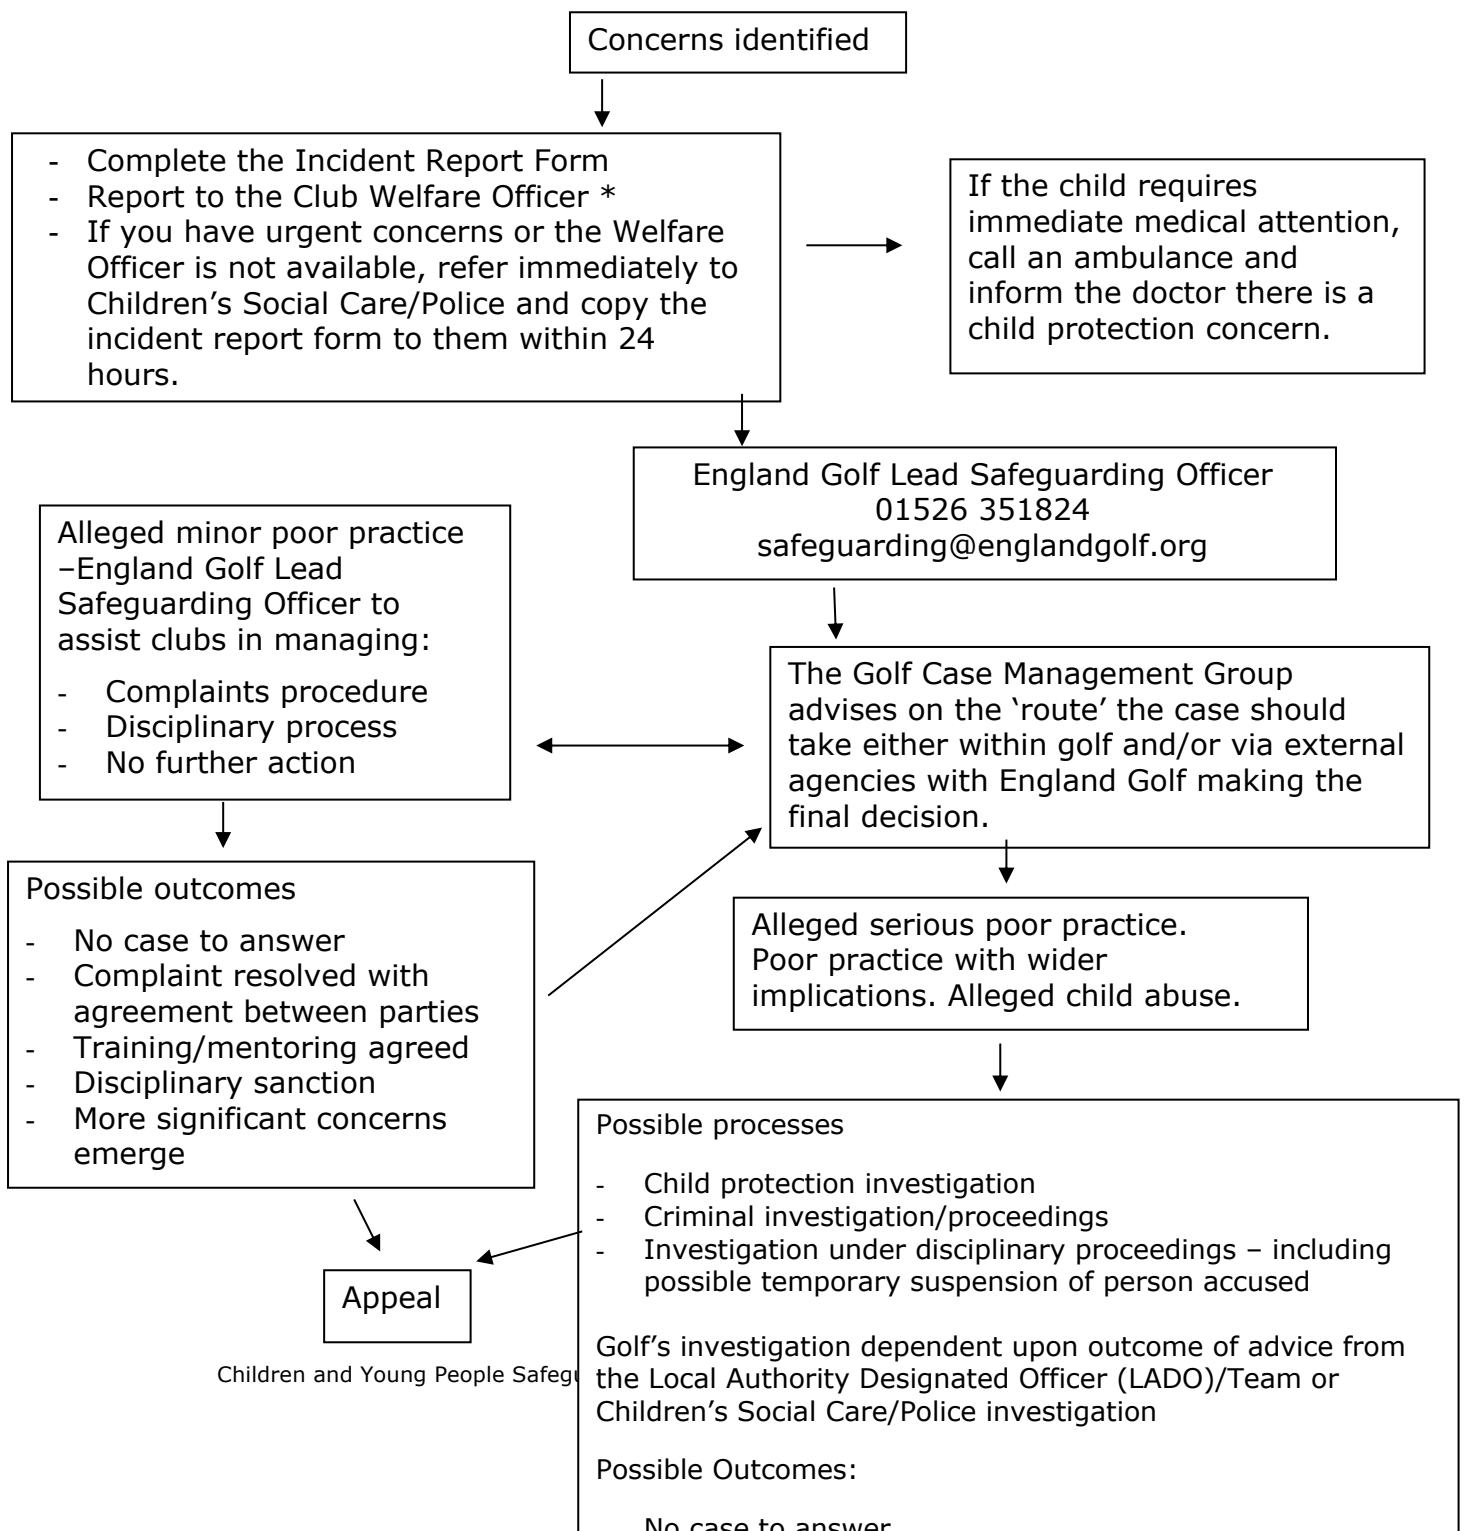 Concerns identified
- Complete the Incident Report Form
- Report to the Club Welfare Officer *
- If you have urgent concerns or the Welfare
Officer is not available, refer immediately to
Children’s Social Care/Police and copy the
incident report form to them within 24
hours.
If the child requires
immediate medical attention,
call an ambulance and
inform the doctor there is a
child protection concern.
England Golf Lead Safeguarding Officer
01526 351824
safeguarding@englandgolf.org
Alleged minor poor practice
–England Golf Lead
Safeguarding Officer to
assist clubs in managing:
- Complaints procedure
- Disciplinary process
- No further action
The Golf Case Management Group
advises on the ‘route’ the case should
take either within golf and/or via external
agencies with England Golf making the
final decision.
Possible outcomes
- No case to answer
- Complaint resolved with
agreement between parties
- Training/mentoring agreed
- Disciplinary sanction
- More significant concerns
emerge
Alleged serious poor practice.
Poor practice with wider
implications. Alleged child abuse.
Possible processes
- Child protection investigation
- Criminal investigation/proceedings
- Investigation under disciplinary proceedings – including
possible temporary suspension of person accused
Golf’s investigation dependent upon outcome of advice from
the Local Authority Designated Officer (LADO)/Team or
Children’s Social Care/Police investigation
Possible Outcomes:
No case to answer
Appeal
Children and Young People